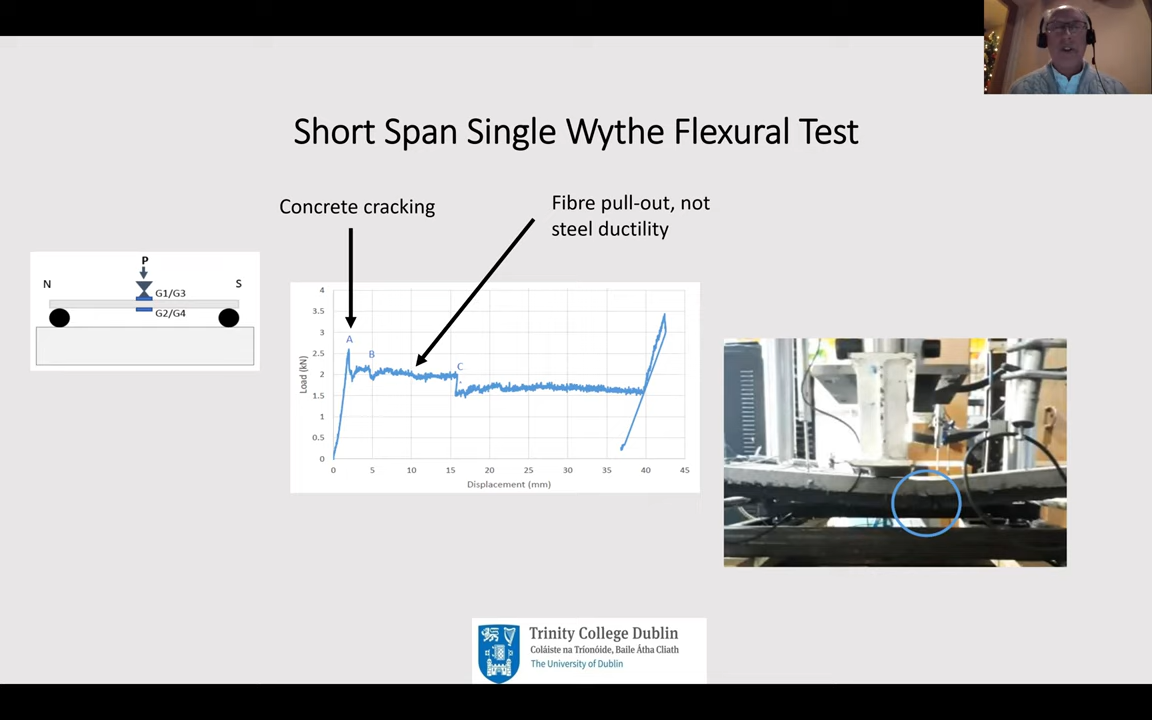 Short Span Single Wythe Flexural Test
Concrete cracking
Fibre pull-out, not
steel ductility
P
N
S
G1/G3
G2/G4
4
3.5
3
2.5
2
1.5
1
0.5
0
Load (kN)
A
B
C
0 5 10 15 20 25 30 35 40 45
Displacement (mm)
Trinity College Dublin
Coláiste na Tríonóide, Baile Átha Cliath
The University of Dublin